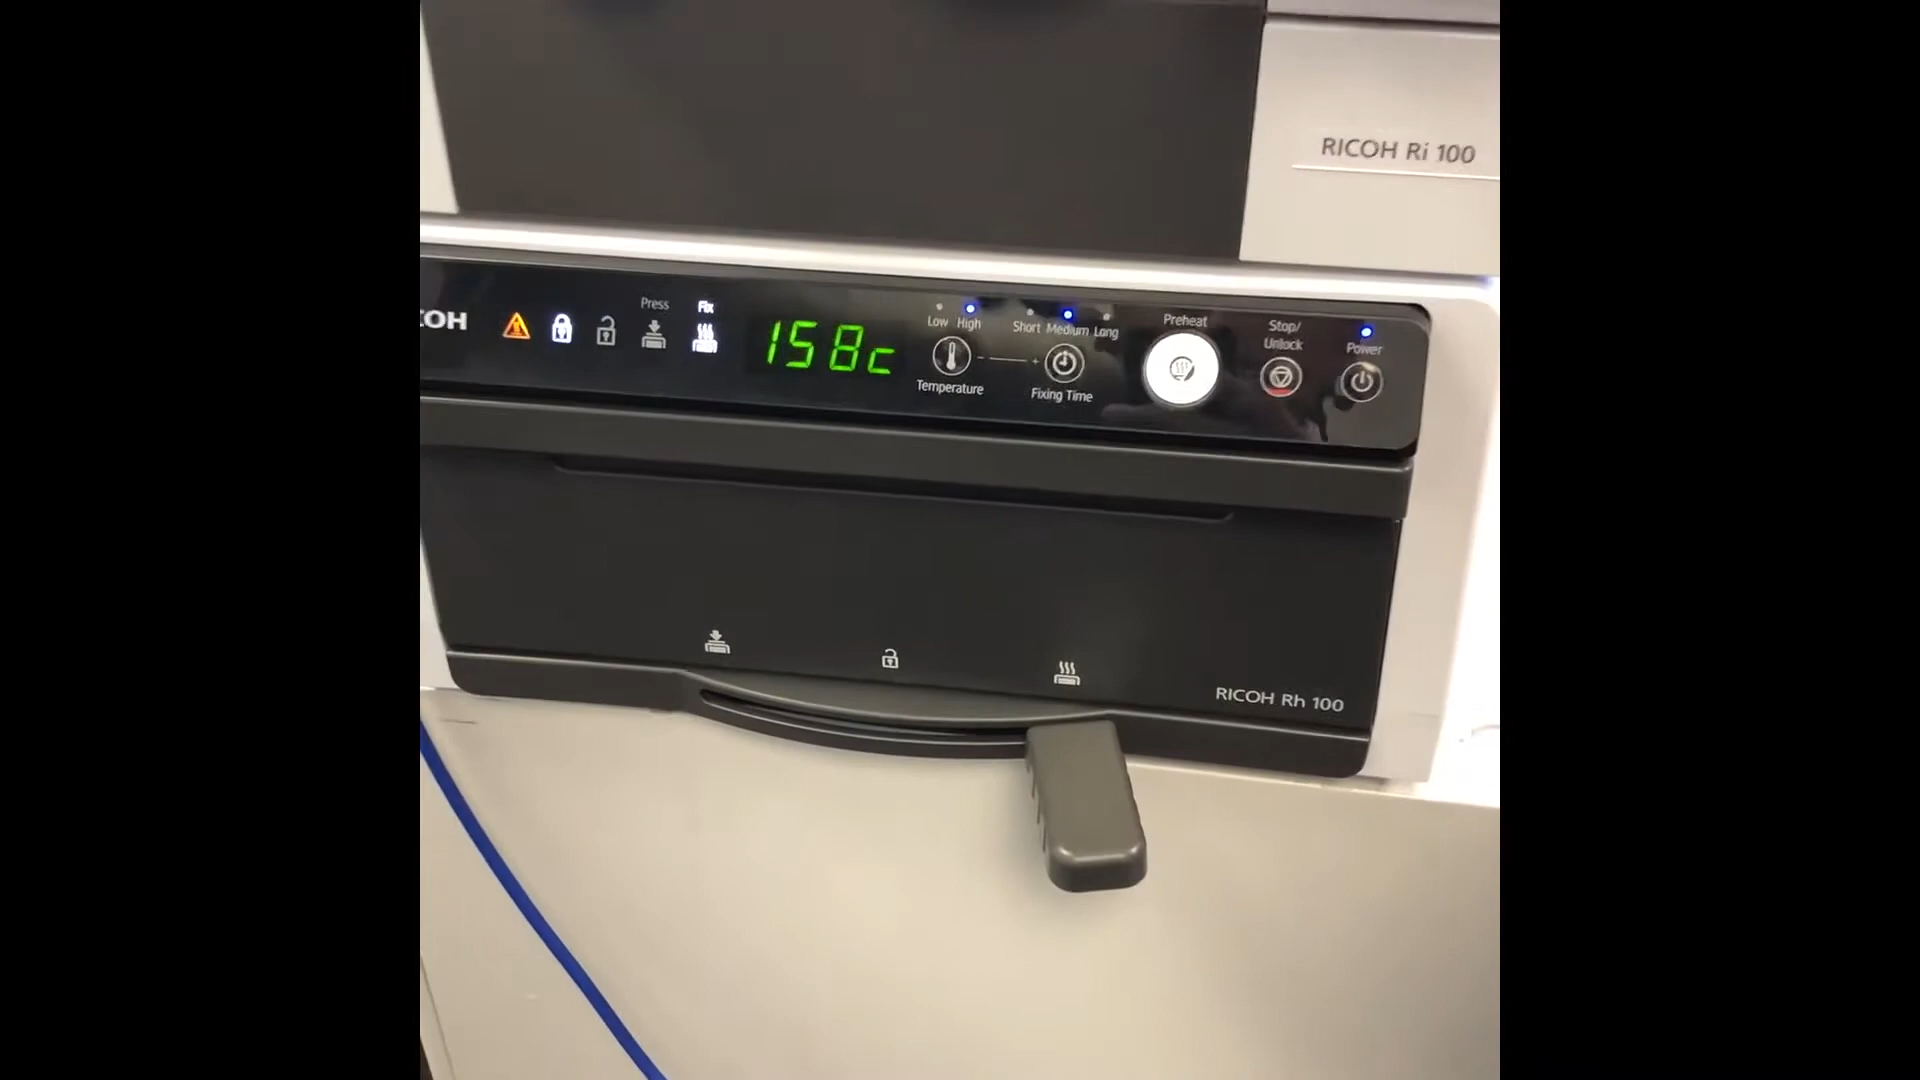 RICOH Ri 100
COH
Press
Fix
158c
Low High
Short Medium Long
Preheat
Stop/
Unlock
Power
- +
Temperature
Fixing Time
RICOH Rh 100